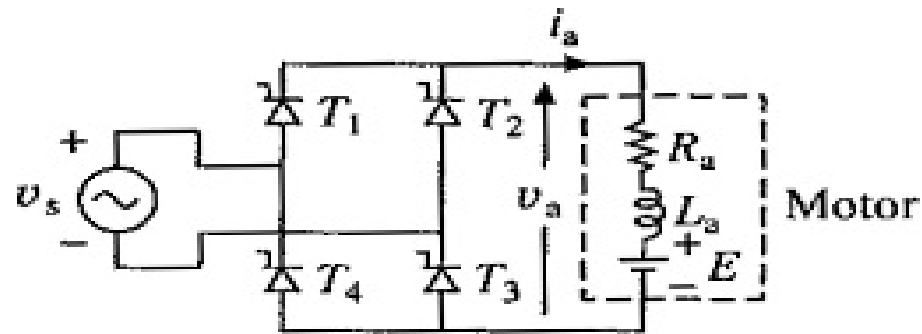 i_a
T_1
T_2
+
v_s
−
v_a
R_a
L_a
Motor
+
E
−
T_4
T_3